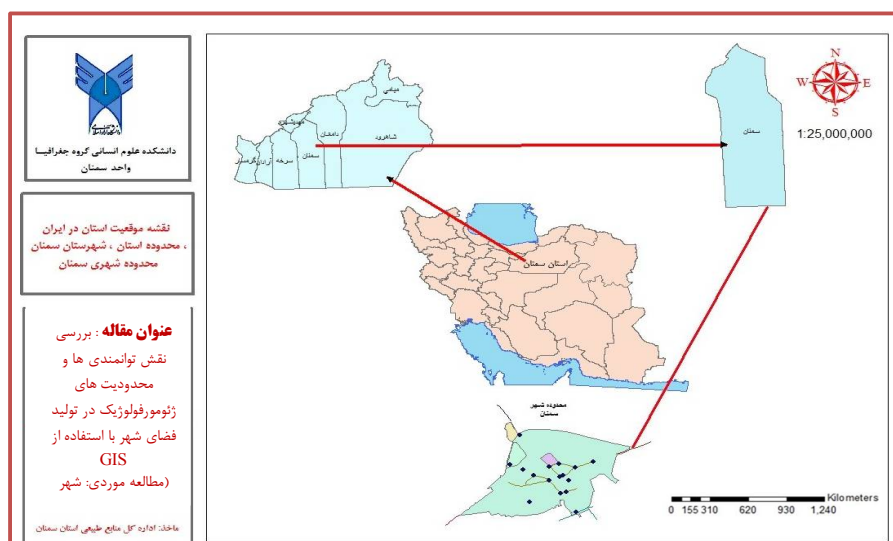 دانشکده علوم انسانی گروه جغرافیا
واحد سمنان
نقشه موقعیت استان در ایران
، محدوده استان ، شهرستان سمنان
محدوده شهری سمنان
عنوان مقاله : بررسی
نقش توانمندی ها و
محدودیت های
ژئومورفولوژیک در تولید
فضای شهر با استفاده از
GIS
(مطالعه موردی: شهر
ماخذ: اداره کل منابع طبیعی استان سمنان
میامی
شاهرود
دامغان
مهدیشهر
سمنان
سرخه
آرادان
گرمسار
سمنان
N
W E
S
1:25,000,000
استان سمنان
محدوده شهر
سمنان
Kilometers
0 155 310 620 930 1,240